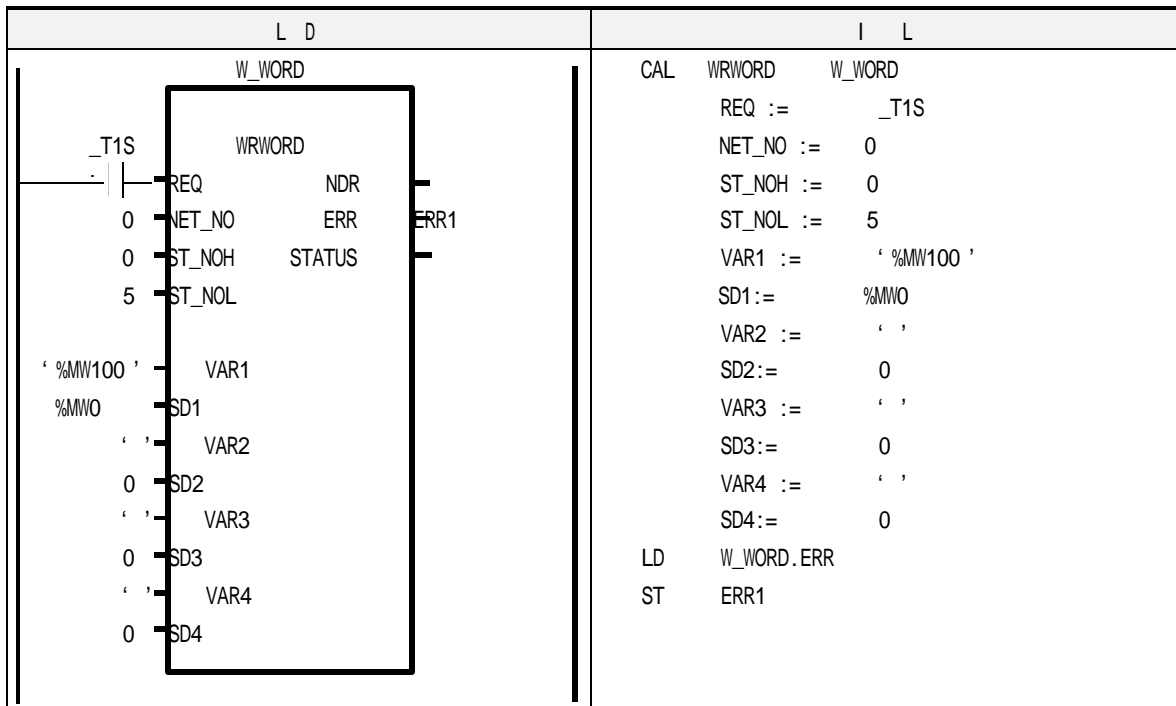 L D
I L
W_WORD
_T1S
WRWORD
REQ NDR
0 NET_NO ERR ERR1
0 ST_NOH STATUS
5 ST_NOL
‘ %MW100 ’ VAR1
%MW0 SD1
‘ ’ VAR2
0 SD2
‘ ’ VAR3
0 SD3
‘ ’ VAR4
0 SD4
CAL WRWORD W_WORD
REQ := _T1S
NET_NO := 0
ST_NOH := 0
ST_NOL := 5
VAR1 := ‘ %MW100 ’
SD1:= %MW0
VAR2 := ‘ ’
SD2:= 0
VAR3 := ‘ ’
SD3:= 0
VAR4 := ‘ ’
SD4:= 0
LD W_WORD.ERR
ST ERR1